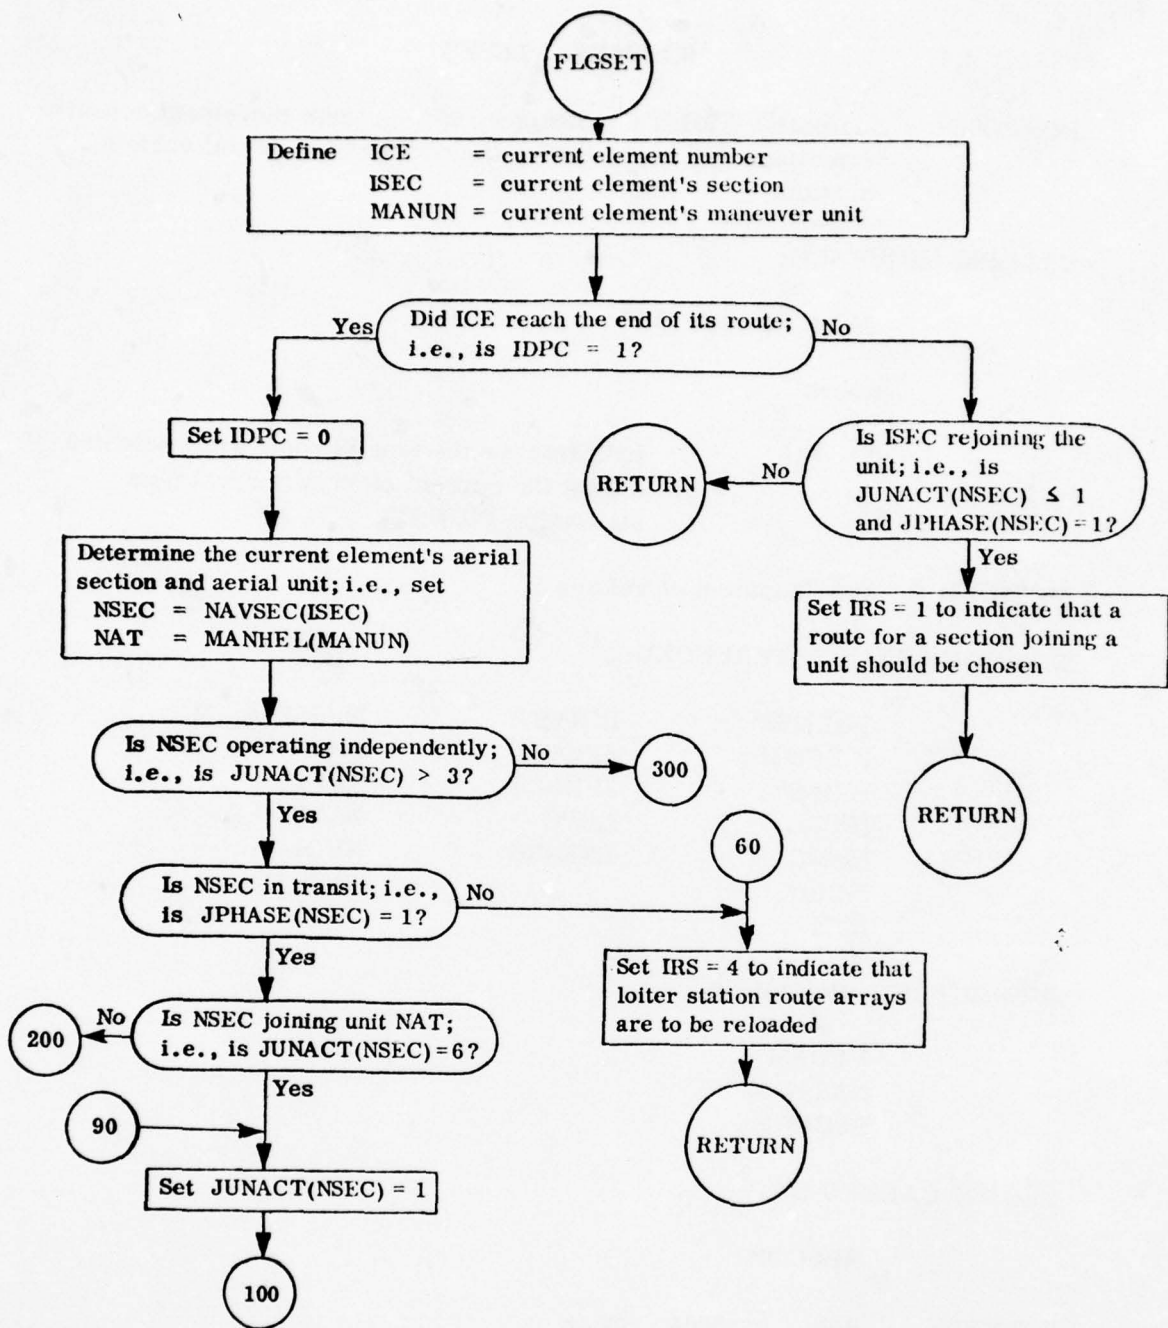 FLGSET
Define ICE = current element number
ISEC = current element's section
MANUN = current element's maneuver unit
Did ICE reach the end of its route;
i.e., is IDPC = 1?
Yes
No
Set IDPC = 0
Is ISEC rejoining the
unit; i.e., is
JUNACT(NSEC) ≤ 1
and JPHASE(NSEC) = 1?
No
RETURN
Yes
Determine the current element's aerial
section and aerial unit; i.e., set
NSEC = NAVSEC(ISEC)
NAT = MANHEL(MANUN)
Set IRS = 1 to indicate that a
route for a section joining a
unit should be chosen
RETURN
Is NSEC operating independently;
i.e., is JUNACT(NSEC) > 3?
No
300
Yes
60
Is NSEC in transit; i.e.,
is JPHASE(NSEC) = 1?
No
Yes
Set IRS = 4 to indicate that
loiter station route arrays
are to be reloaded
RETURN
Is NSEC joining unit NAT;
i.e., is JUNACT(NSEC) = 6?
No
200
Yes
90
Set JUNACT(NSEC) = 1
100